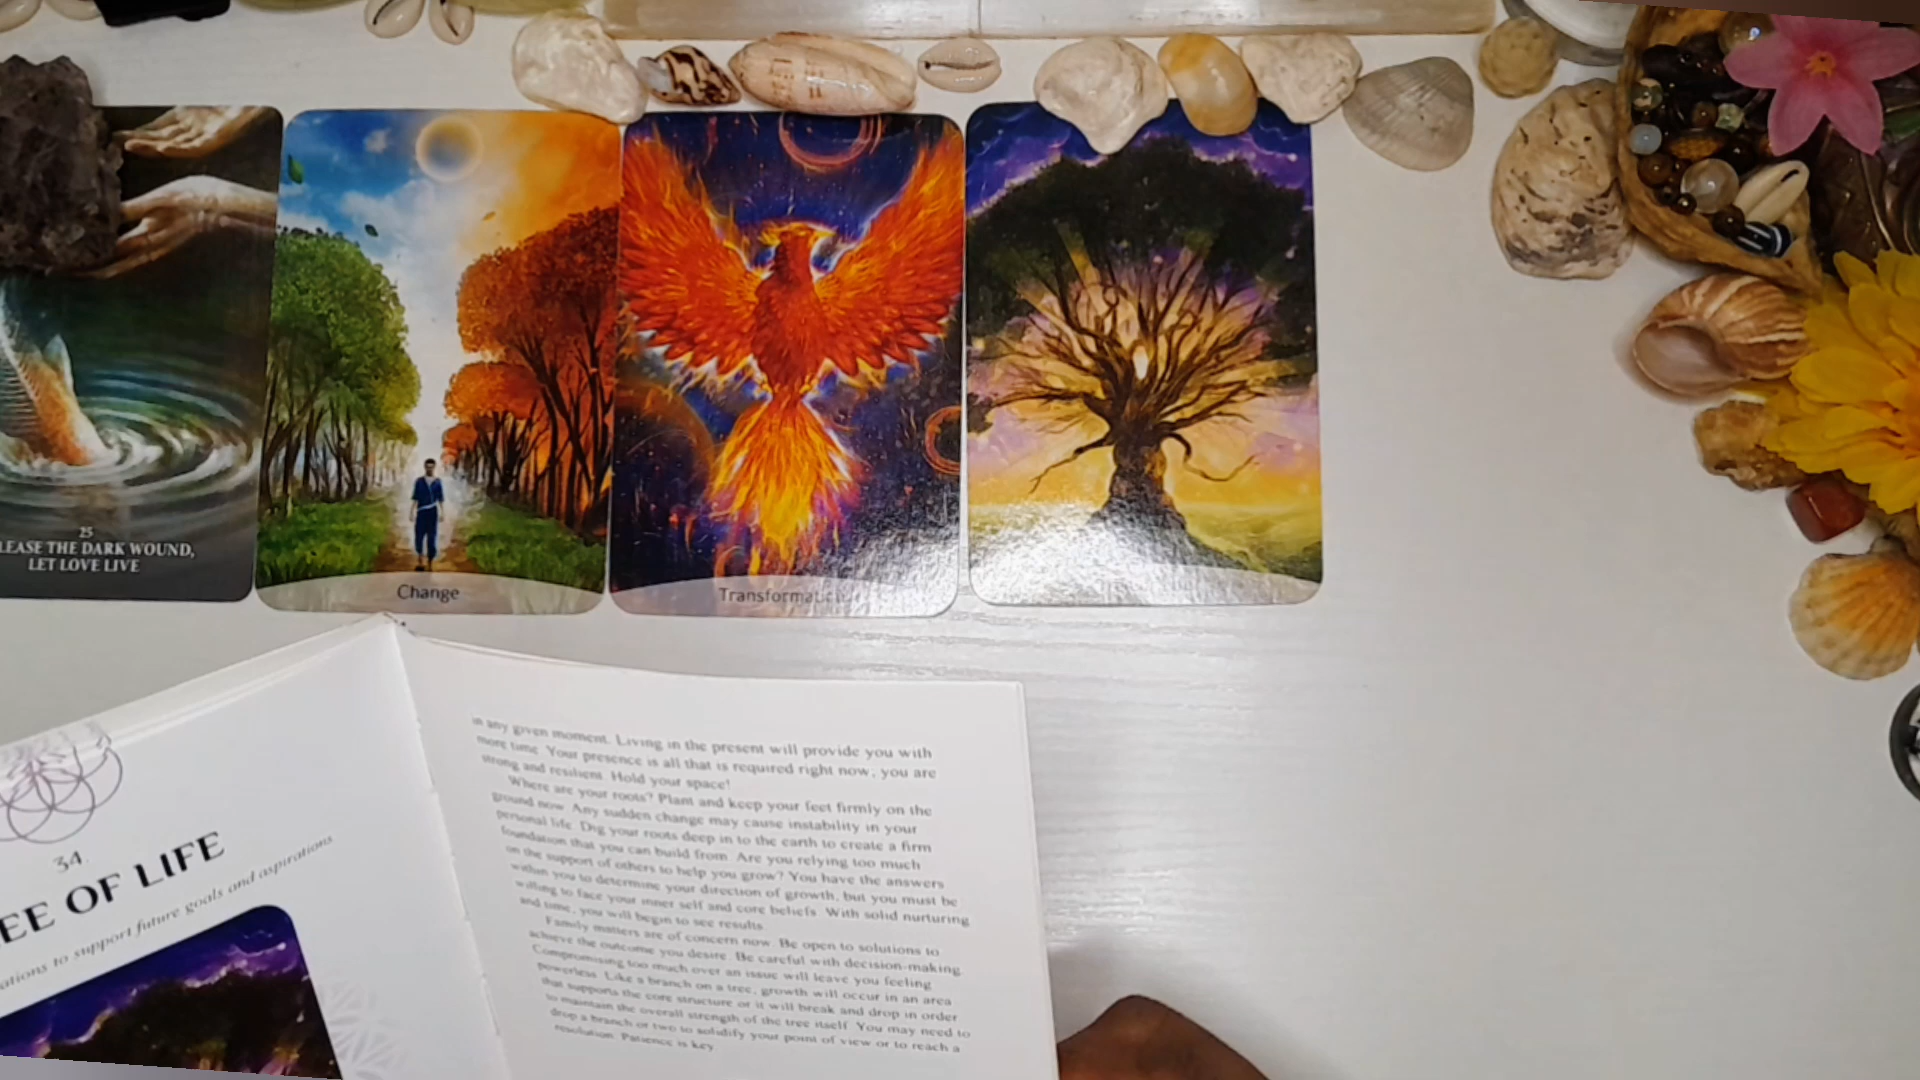 25
LEASE THE DARK WOUND,
LET LOVE LIVE
Change
Transformati
34.
EE OF LIFE
ations to support future goals and aspirations
in any given moment. Living in the present will provide you with
more time. Your presence is all that is required right now, you are
strong and resilient. Hold your space!
Where are your roots? Plant and keep your feet firmly on the
ground now. Any sudden change may cause instability in your
personal life. Dig your roots deep in to the earth to create a firm
foundation that you can build from. Are you relying too much
on the support of others to help you grow? You have the answers
within you to determine your direction of growth, but you must be
willing to face your inner self and core beliefs. With solid nurturing
and time, you will begin to see results.
Family matters are of concern now. Be open to solutions to
achieve the outcome you desire. Be careful with decision-making.
Compromising too much over an issue will leave you feeling
powerless. Like a branch on a tree, growth will occur in an area
that supports the core structure or it will break and drop in order
to maintain the overall strength of the tree itself. You may need to
drop a branch or two to solidify your point of view or to reach a
resolution. Patience is key.